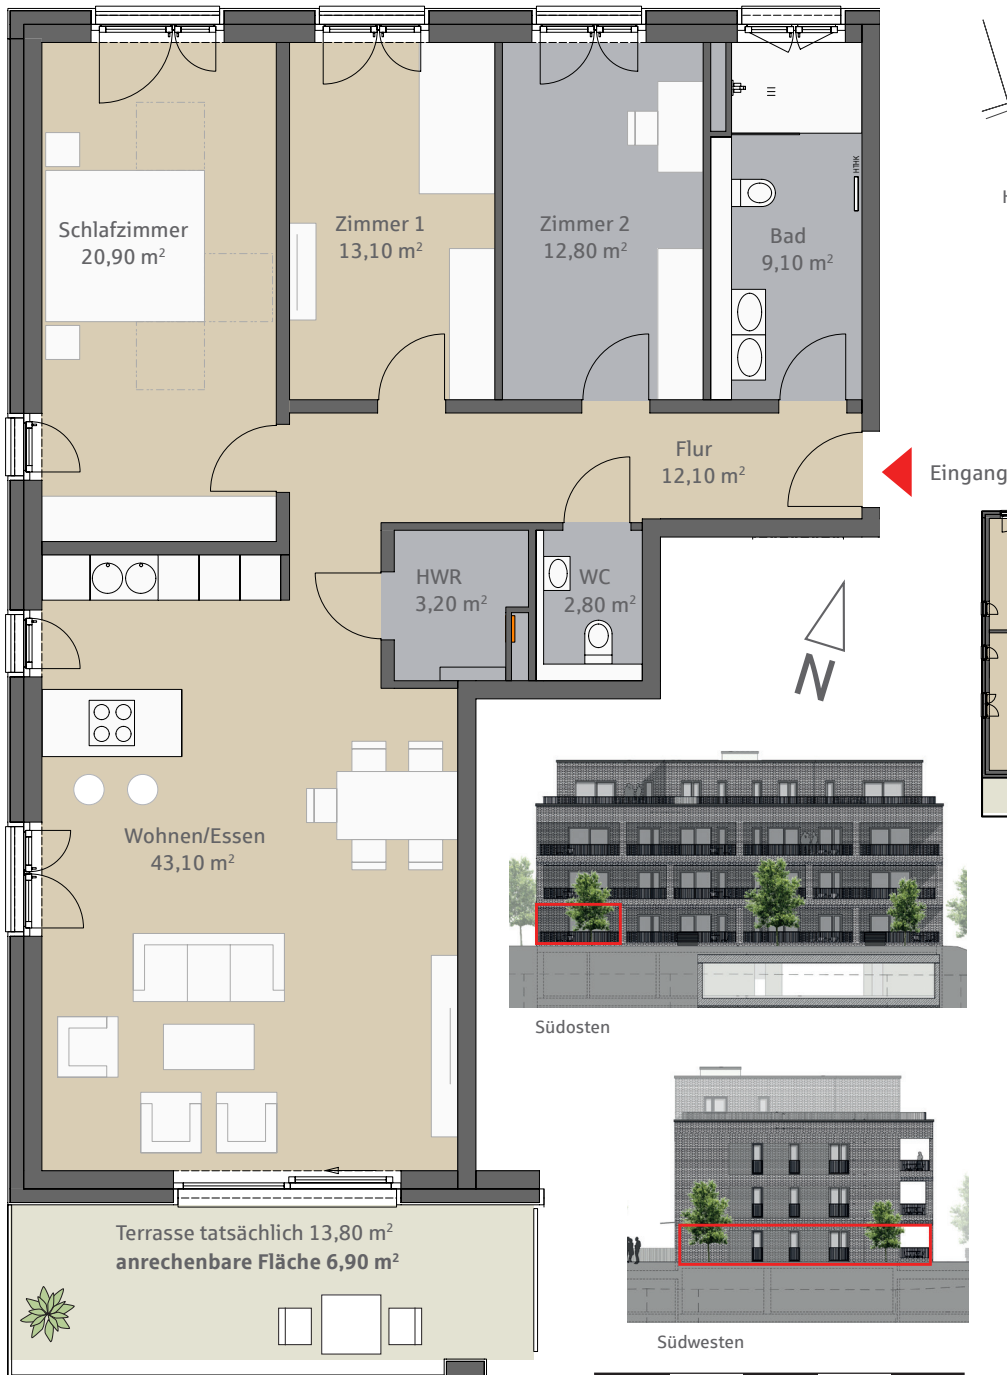 Schlafzimmer
20,90 m²
Zimmer 1
13,10 m²
Zimmer 2
12,80 m²
Bad
9,10 m²
HTHK
Flur
12,10 m²
Eingang
HWR
3,20 m²
WC
2,80 m²
N
Wohnen/Essen
43,10 m²
Südosten
Terrasse tatsächlich 13,80 m²
anrechenbare Fläche 6,90 m²
Südwesten